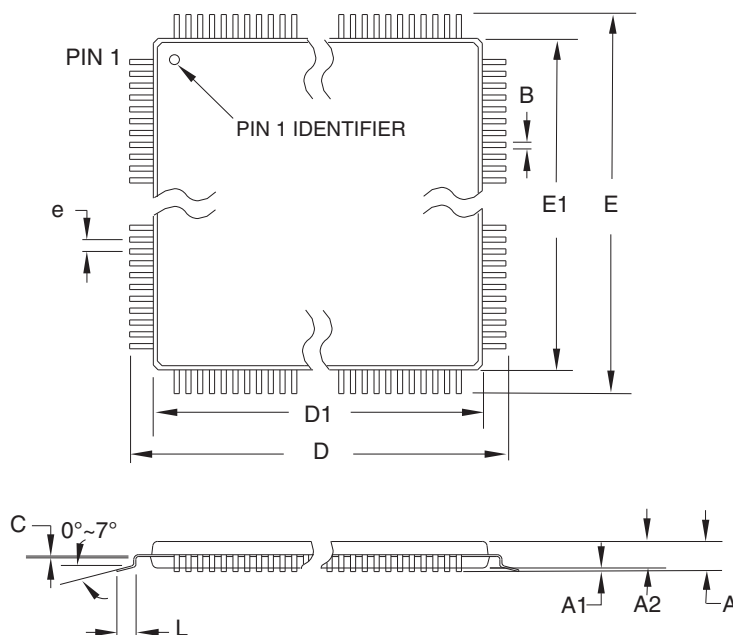 PIN 1
B
PIN 1 IDENTIFIER
e
E1
E
D1
D
C
0°~7°
A1
A2
A
L